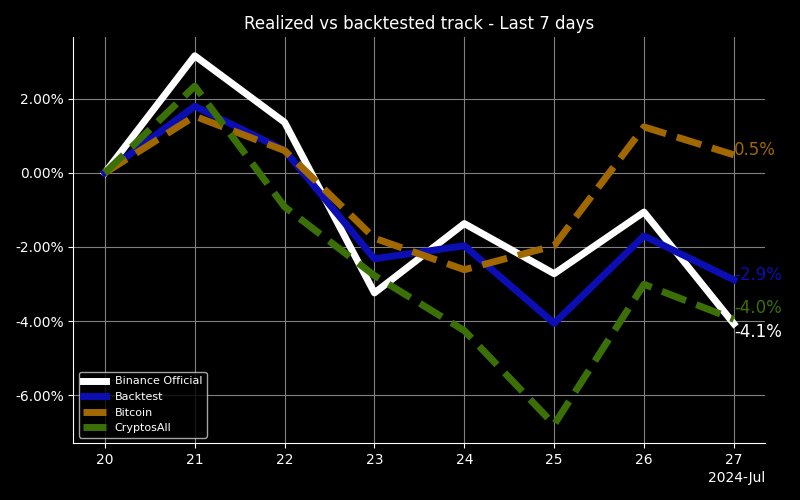 Realized vs backtested track - Last 7 days
2.00%
0.00%
-2.00%
-4.00%
-6.00%
0.5%
-2.9%
-4.0%
-4.1%
Binance Official
Backtest
Bitcoin
CryptosAll
20 21 22 23 24 25 26 27
2024-Jul